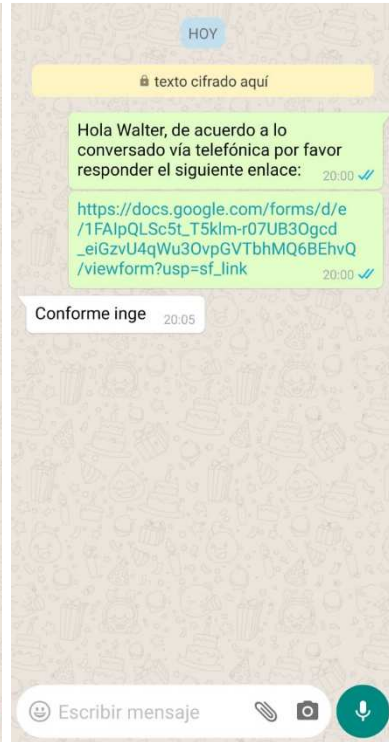 HOY
texto cifrado aquí
Hola Walter, de acuerdo a lo
conversado vía telefónica por favor
responder el siguiente enlace:
20:00
https://docs.google.com/forms/d/e
/1FAIpQLSc5t_T5klm-r07UB3Ogcd
_eiGzvU4qWu3OvpGVTbhMQ6BEhvQ
/viewform?usp=sf_link
20:00
Conforme inge
20:05
Escribir mensaje